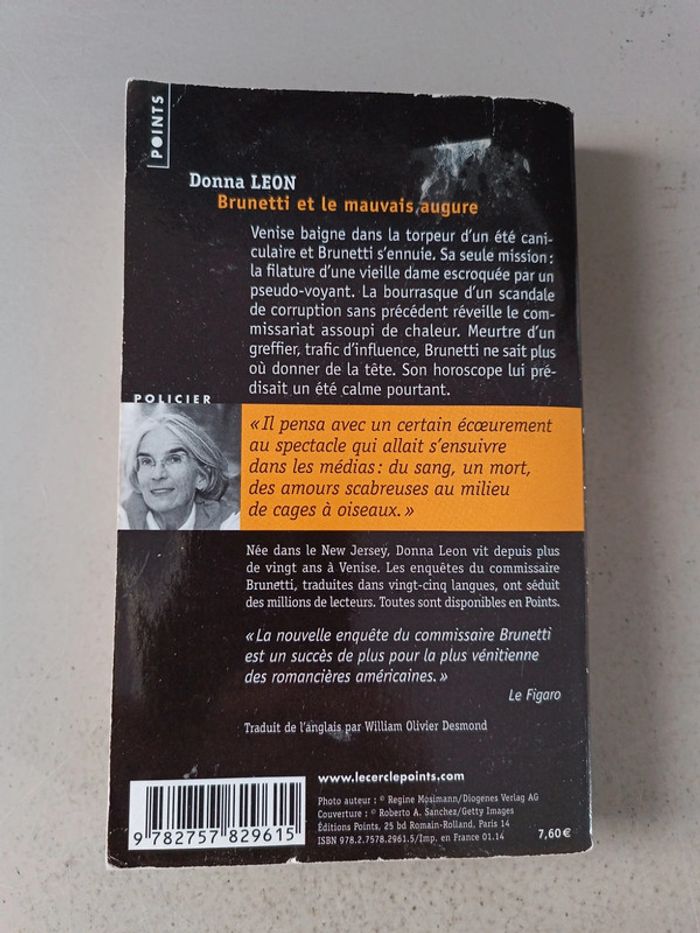 POINTS
Donna LEON
Brunetti et le mauvais augure
Venise baigne dans la torpeur d'un été cani-
culaire et Brunetti s'ennuie. Sa seule mission :
la filature d'une vieille dame escroquée par un
pseudo-voyant. La bourrasque d'un scandale
de corruption sans précédent réveille le com-
missariat assoupi de chaleur. Meurtre d'un
greffier, trafic d'influence, Brunetti ne sait plus
où donner de la tête. Son horoscope lui pré-
disait un été calme pourtant.
POLICIER
« Il pensa avec un certain écœurement
au spectacle qui allait s'ensuivre
dans les médias : du sang, un mort,
des amours scabreuses au milieu
de cages à oiseaux. »
Née dans le New Jersey, Donna Leon vit depuis plus
de vingt ans à Venise. Les enquêtes du commissaire
Brunetti, traduites dans vingt-cinq langues, ont séduit
des millions de lecteurs. Toutes sont disponibles en Points.
« La nouvelle enquête du commissaire Brunetti
est un succès de plus pour la plus vénitienne
des romancières américaines. »
Le Figaro
Traduit de l'anglais par William Olivier Desmond
www.lecerclepoints.com
Photo auteur : © Regine Mosimann/Diogenes Verlag AG
Couverture : © Roberto A. Sanchez/Getty Images
Éditions Points, 25 bd Romain-Rolland, Paris 14
ISBN 978.2.7578.2961.5/Imp. en France 01.14
7,60 €
9 782757 829615